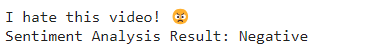 I hate this video! 😡
Sentiment Analysis Result: Negative